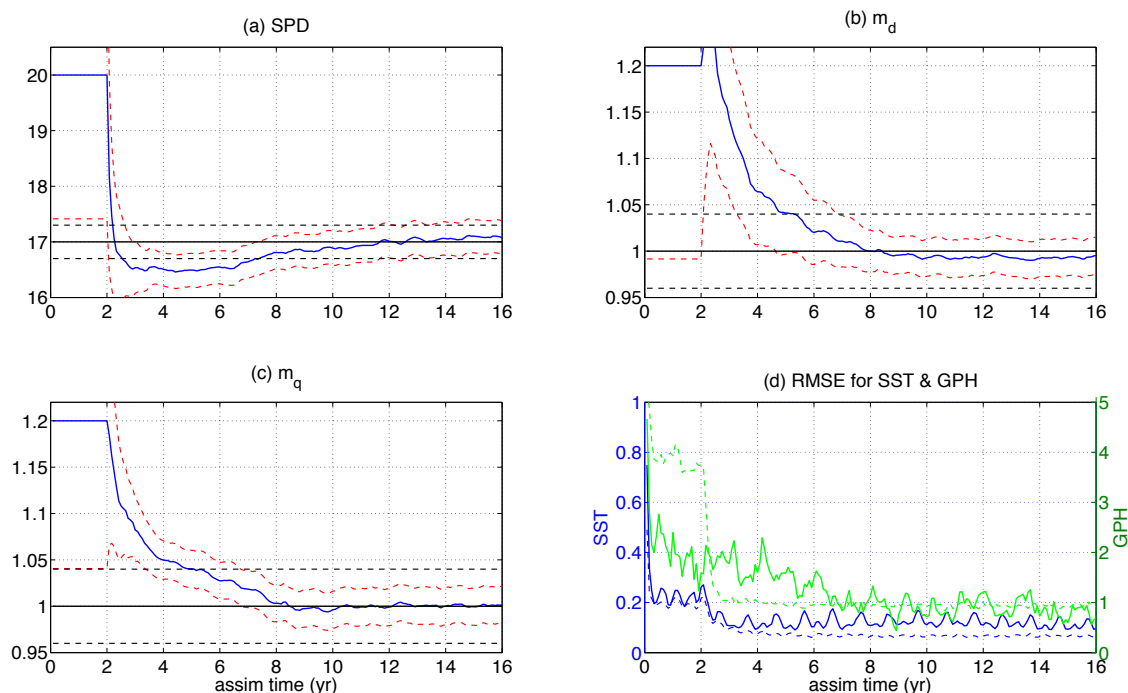 (a) SPD
20
19
18
17
16
0 2 4 6 8 10 12 14 16
(b) m_d
1.2
1.15
1.1
1.05
1
0.95
0 2 4 6 8 10 12 14 16
(c) m_q
1.2
1.15
1.1
1.05
1
0.95
0 2 4 6 8 10 12 14 16
assim time (yr)
(d) RMSE for SST & GPH
SST
1
0.8
0.6
0.4
0.2
0
5
4
3
2
1
0
GPH
0 2 4 6 8 10 12 14 16
assim time (yr)